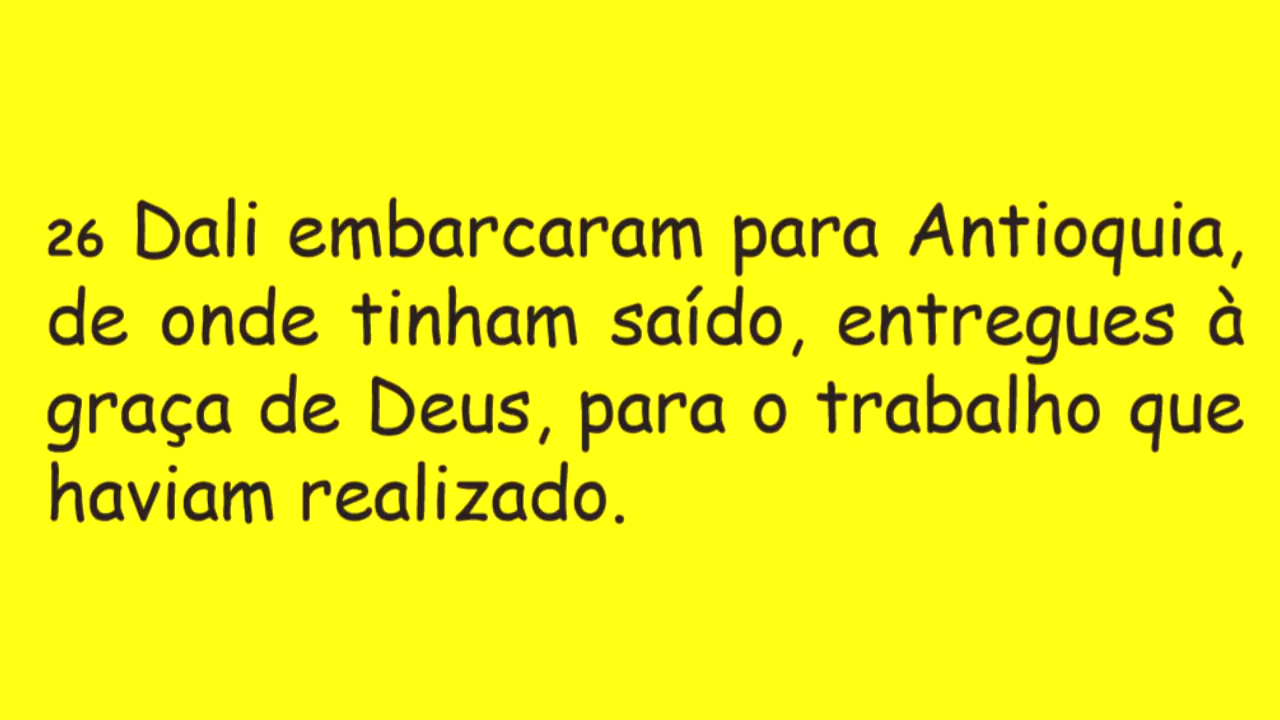 26 Dali embarcaram para Antioquia,
de onde tinham saído, entregues à
graça de Deus, para o trabalho que
haviam realizado.